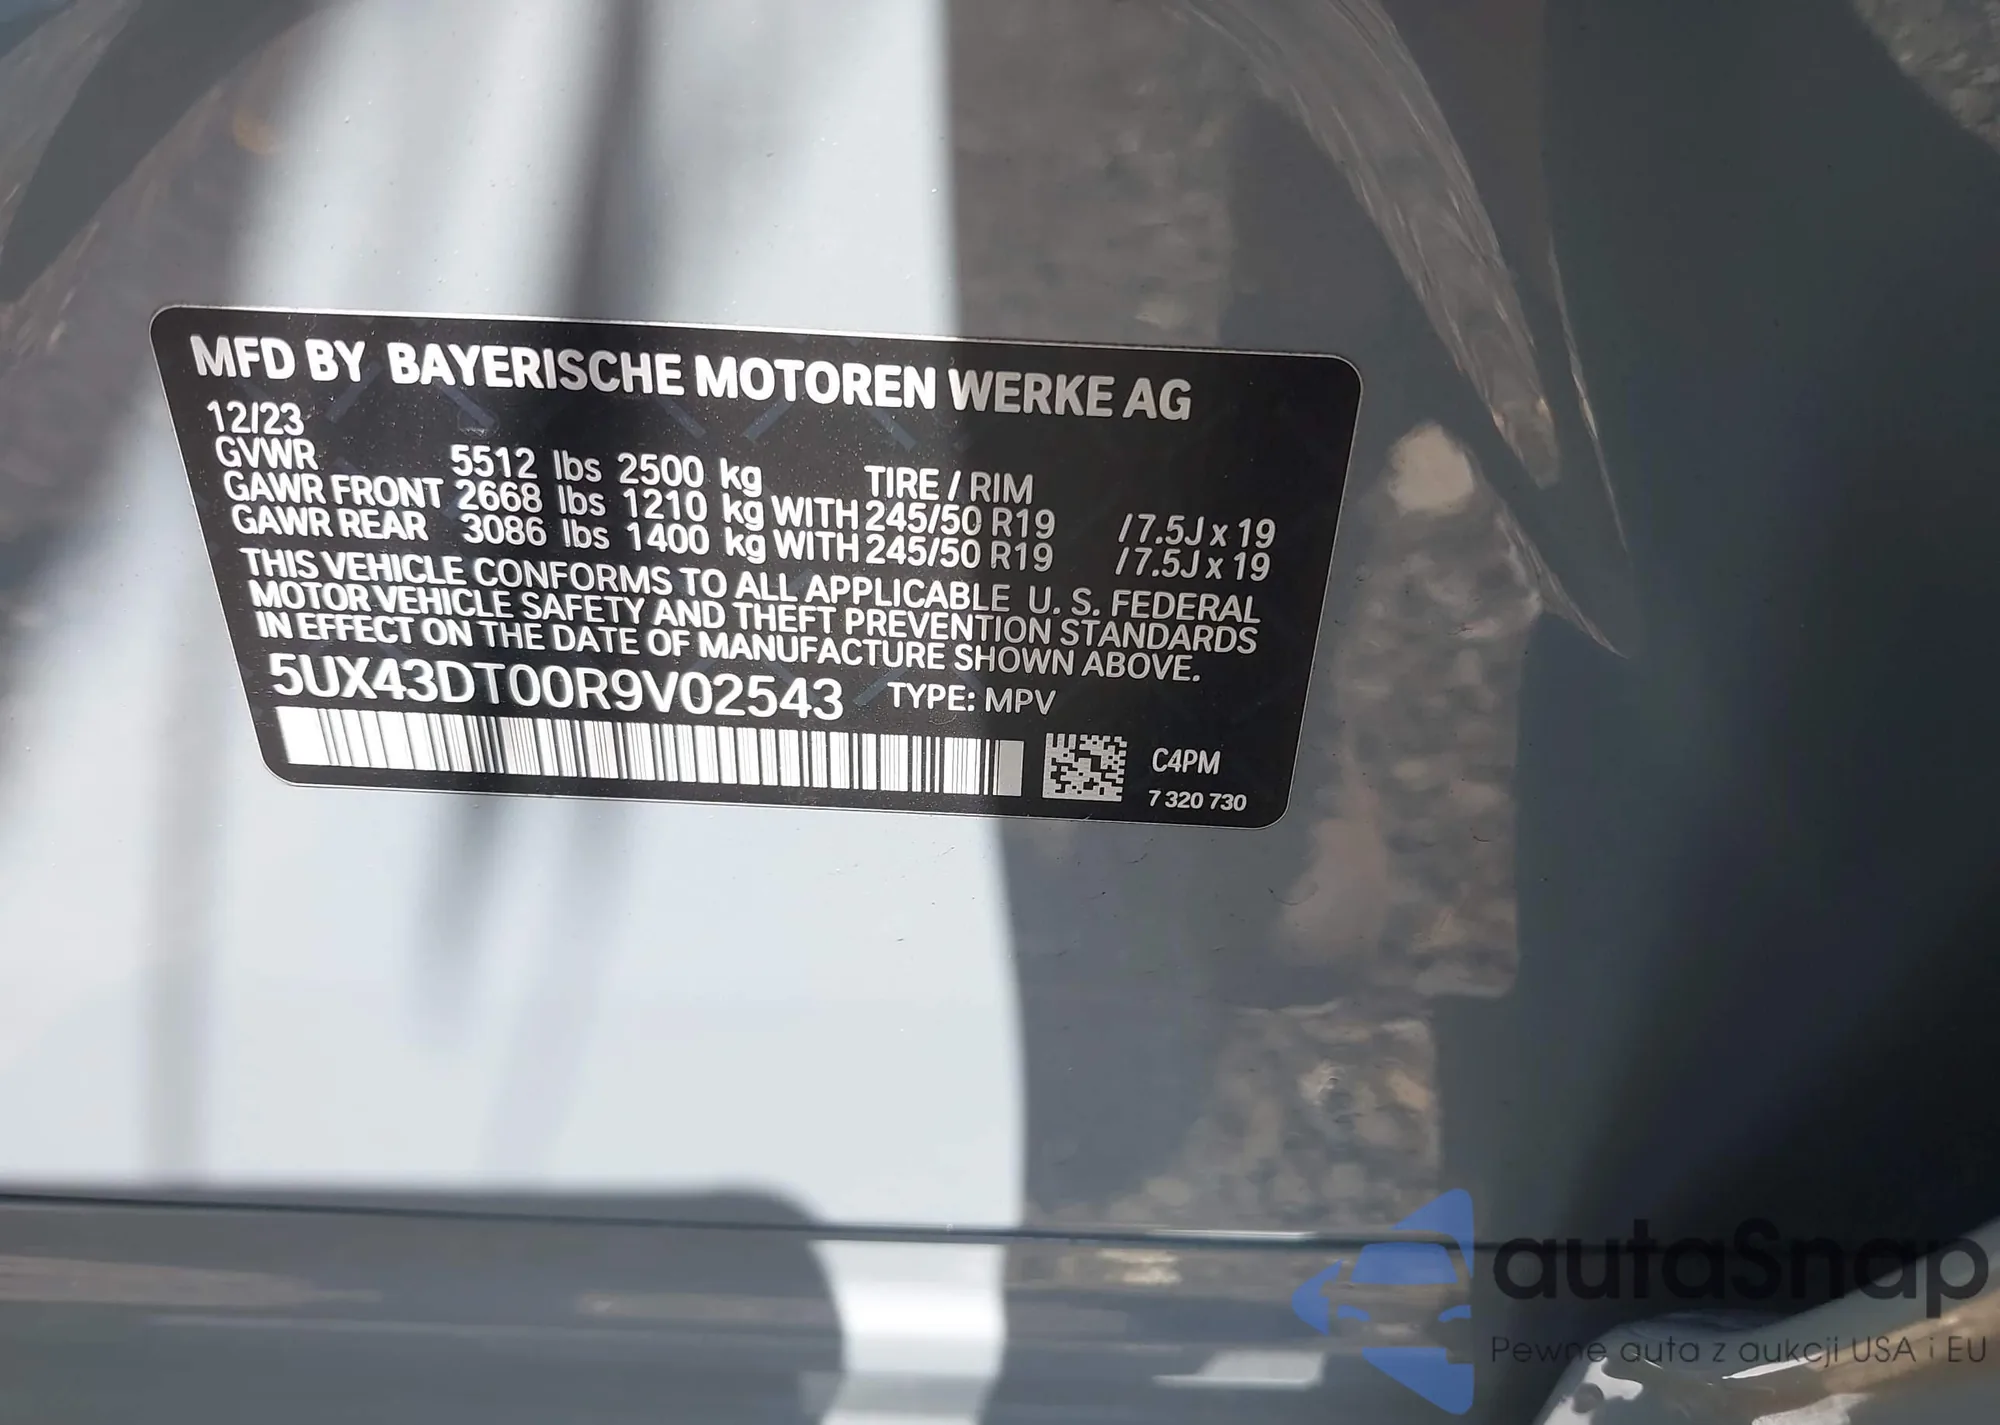 MFD BY BAYERISCHE MOTOREN WERKE AG
12/23
GVWR 5512 lbs 2500 kg TIRE / RIM
GAWR FRONT 2668 lbs 1210 kg WITH 245/50 R19 /7.5J x 19
GAWR REAR 3086 lbs 1400 kg WITH 245/50 R19 /7.5J x 19
THIS VEHICLE CONFORMS TO ALL APPLICABLE U. S. FEDERAL
MOTOR VEHICLE SAFETY AND THEFT PREVENTION STANDARDS
IN EFFECT ON THE DATE OF MANUFACTURE SHOWN ABOVE.
5UX43DT00R9V02543 TYPE: MPV
C4PM
7 320 730
autaSnap
Pewne auta z aukcji USA i EU